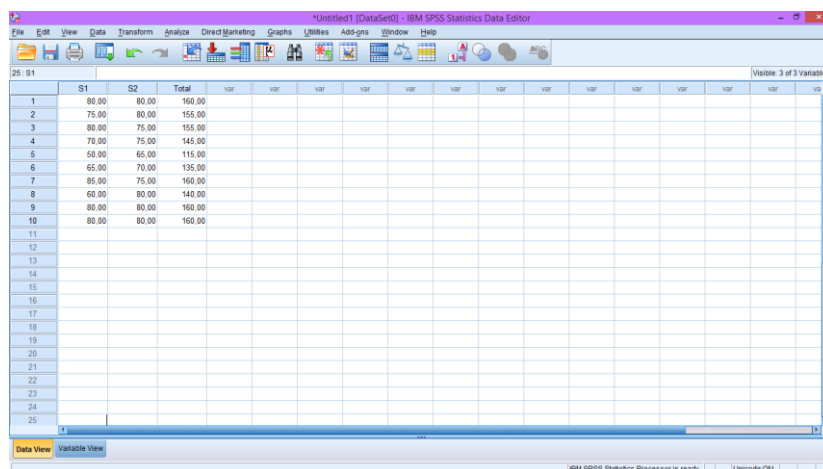 *Untitled1 [DataSet0] - IBM SPSS Statistics Data Editor
File Edit View Data Transform Analyze Direct Marketing Graphs Utilities Add-ons Window Help
25 : S1 Visible: 3 of 3 Variabl
S1 S2 Total var var var var var var var var var var var va
1 80,00 80,00 160,00
2 75,00 80,00 155,00
3 80,00 75,00 155,00
4 70,00 75,00 145,00
5 50,00 65,00 115,00
6 65,00 70,00 135,00
7 85,00 75,00 160,00
8 60,00 80,00 140,00
9 80,00 80,00 160,00
10 80,00 80,00 160,00
11
12
13
14
15
16
17
18
19
20
21
22
23
24
25
Data View Variable View
IBM SPSS Statistics Processor is ready Unicode:ON